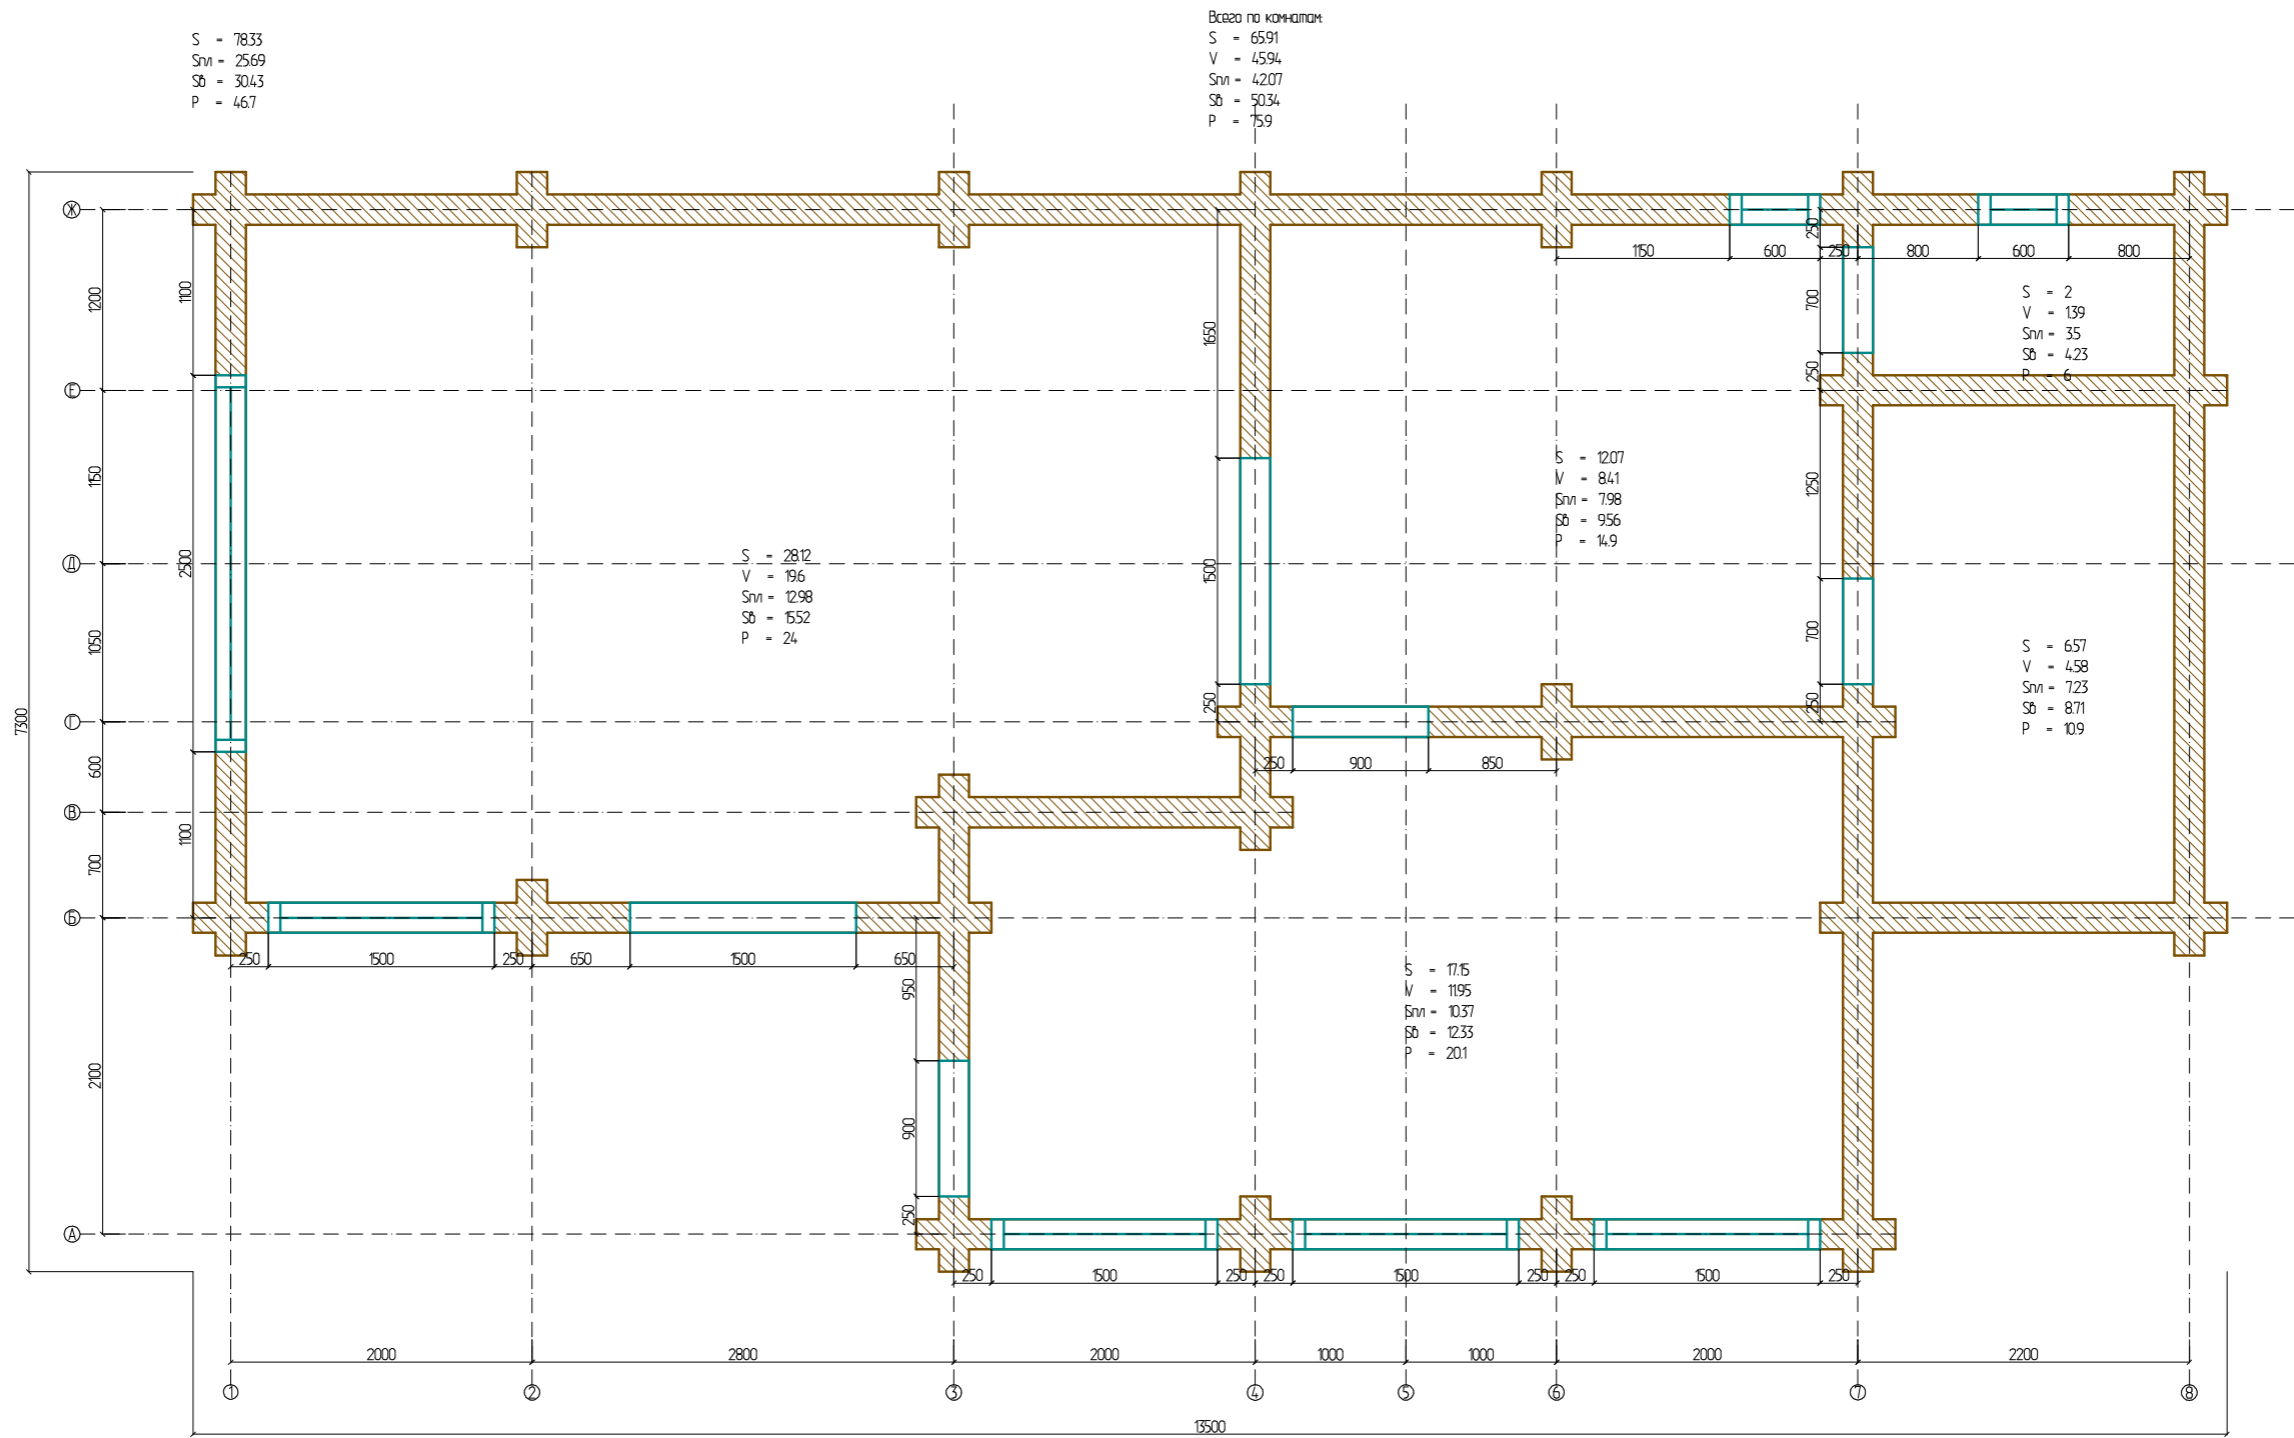 Всего по комнатам:
S = 78.33
Sпл = 25.69
Sв = 30.43
P = 46.7
S = 65.91
V = 45.94
Sпл = 42.07
Sв = 50.34
P = 75.9
Ж
Е
Д
Г
В
Б
А
1200
1150
1050
600
700
2100
7300
1100
2500
1100
1650
1500
250
250
700
250
1250
700
250
1150
600
250
800
600
800
S = 2
V = 1.39
Sпл = 3.5
Sв = 4.23
P = 6
S = 12.07
V = 8.41
Sпл = 7.98
Sв = 9.56
P = 14.9
S = 28.12
V = 19.6
Sпл = 12.98
Sв = 15.52
P = 24
S = 6.57
V = 4.58
Sпл = 7.23
Sв = 8.71
P = 10.9
250
900
850
250
1500
250
650
1500
650
950
900
250
S = 17.15
V = 11.95
Sпл = 10.37
Sв = 12.33
P = 20.1
250
1500
250
250
1500
250
250
1500
250
2000
2800
2000
1000
1000
2000
2200
1
2
3
4
5
6
7
8
13500